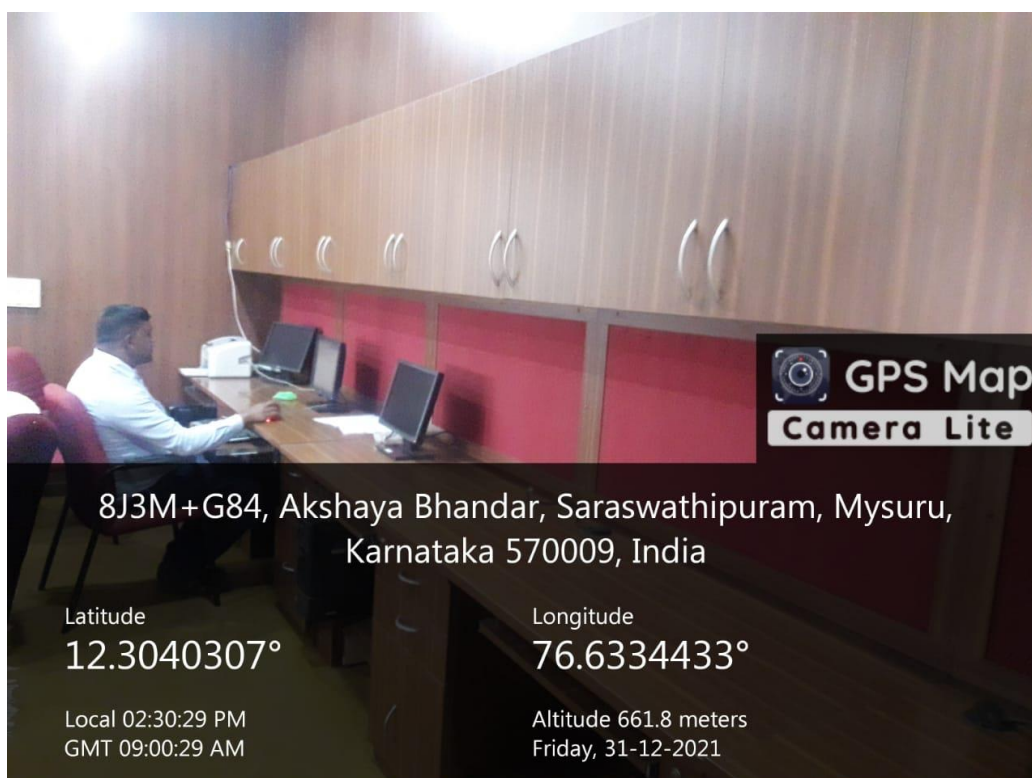 GPS Map
Camera Lite
8J3M+G84, Akshaya Bhandar, Saraswathipuram, Mysuru,
Karnataka 570009, India
Latitude
12.3040307°
Longitude
76.6334433°
Local 02:30:29 PM
GMT 09:00:29 AM
Altitude 661.8 meters
Friday, 31-12-2021